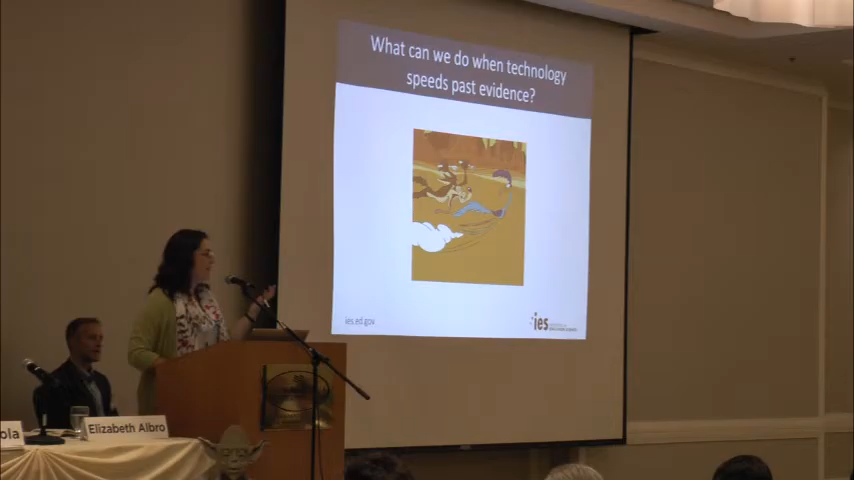 What can we do when technology
speeds past evidence?
ies.ed.gov
ies
ola
Elizabeth Albro